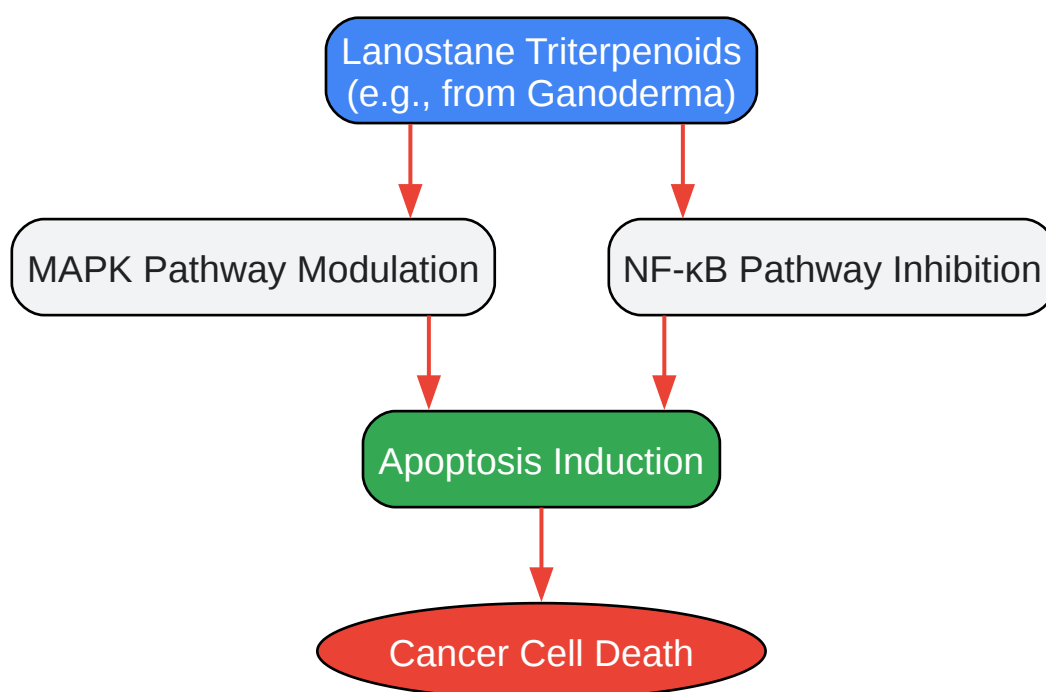 Lanostane Triterpenoids
(e.g., from Ganoderma)
MAPK Pathway Modulation
NF-κB Pathway Inhibition
Apoptosis Induction
Cancer Cell Death